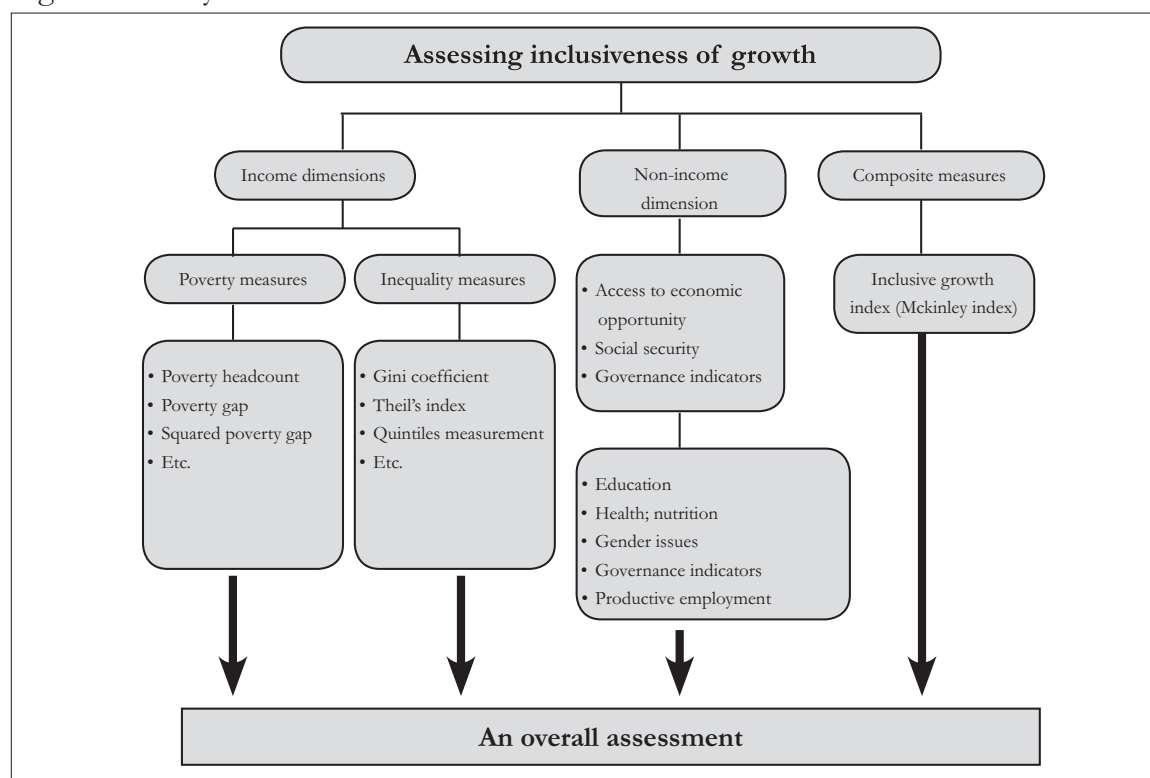 Assessing inclusiveness of growth
Income dimensions
Non-income
dimension
Composite measures
Poverty measures
Inequality measures
• Access to economic
opportunity
• Social security
• Governance indicators
Inclusive growth
index (Mckinley index)
• Poverty headcount
• Poverty gap
• Squared poverty gap
• Etc.
• Gini coefficient
• Theil's index
• Quintiles measurement
• Etc.
• Education
• Health; nutrition
• Gender issues
• Governance indicators
• Productive employment
An overall assessment